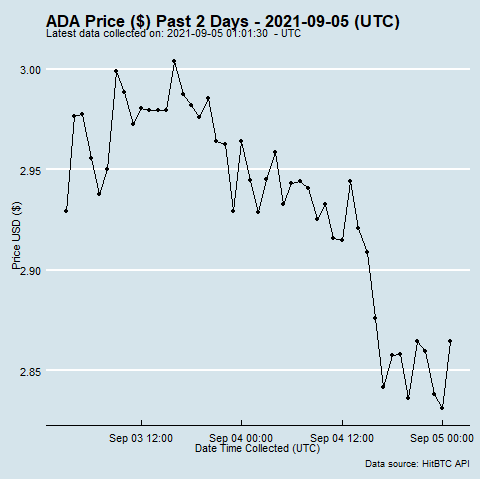 ADA Price ($) Past 2 Days - 2021-09-05 (UTC)
Latest data collected on: 2021-09-05 01:01:30 - UTC
3.00
2.95
2.90
2.85
Price USD ($)
Sep 03 12:00 Sep 04 00:00 Sep 04 12:00 Sep 05 00:00
Date Time Collected (UTC)
Data source: HitBTC API